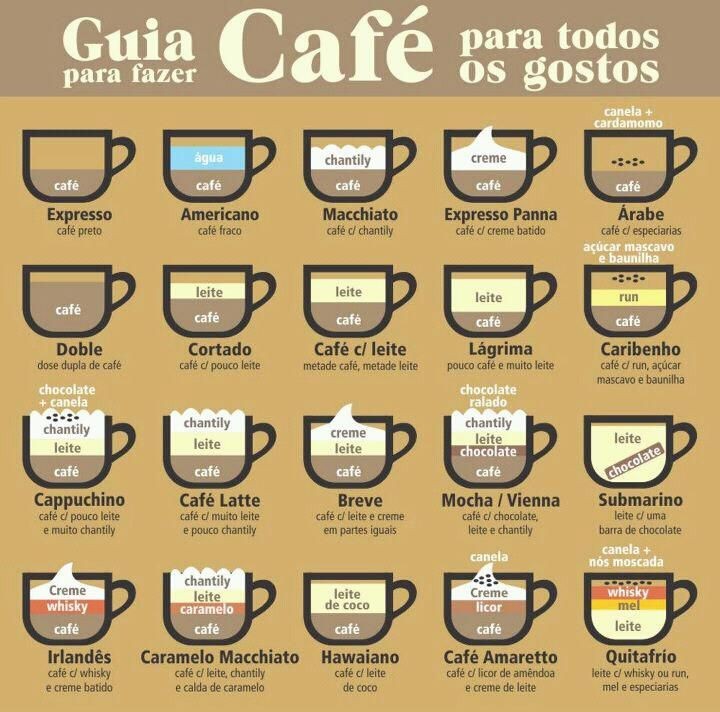 Guia
para fazer
Café
para todos
os gostos
café
Expresso
café preto
água
café
Americano
café fraco
chantily
café
Macchiato
café c/ chantily
creme
café
Expresso Panna
café c/ creme batido
canela +
cardamomo
café
Árabe
café c/ especiarias
café
Doble
dose dupla de café
leite
café
Cortado
café c/ pouco leite
leite
café
Café c/ leite
metade café, metade leite
leite
café
Lágrima
pouco café e muito leite
açúcar mascavo
e baunilha
run
café
Caribenho
café c/ run, açúcar
mascavo e baunilha
chocolate
+ canela
chantily
leite
café
Cappuchino
café c/ pouco leite
e muito chantily
chantily
leite
café
Café Latte
café c/ muito leite
e pouco chantily
creme
leite
café
Breve
café c/ leite e creme
em partes iguais
chocolate
ralado
chantily
leite
chocolate
café
Mocha / Vienna
café c/ chocolate,
leite e chantily
leite
chocolate
Submarino
leite c/ uma
barra de chocolate
Creme
whisky
café
Irlandês
café c/ whisky
e creme batido
chantily
leite
caramelo
café
Caramelo Macchiato
café c/ leite, chantily
e calda de caramelo
leite
de coco
café
Hawaiano
café c/ leite
de coco
canela
Creme
licor
café
Café Amaretto
café c/ licor de amêndoa
e creme de leite
canela +
nós moscada
whisky
mel
leite
Quitafrío
leite c/ whisky ou run,
mel e especiarias